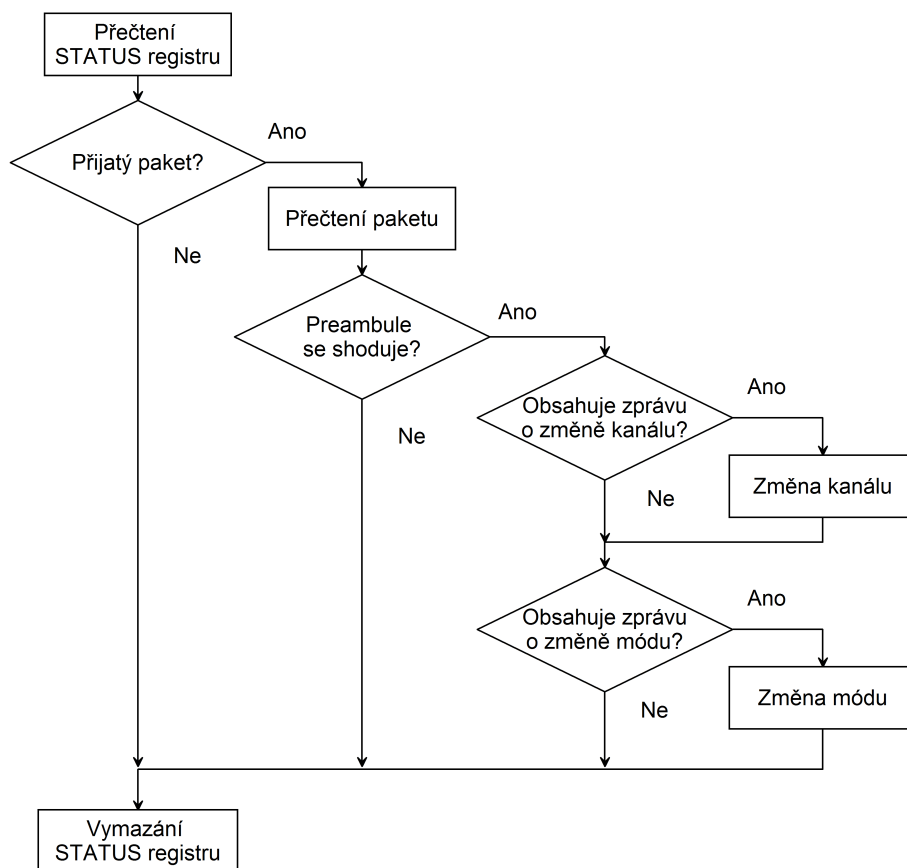 Přečtení
STATUS registru
Ano
Přijatý paket?
Přečtení paketu
Ne
Ano
Preambule
se shoduje?
Ano
Obsahuje zprávu
o změně kanálu?
Ne
Změna kanálu
Ne
Ano
Obsahuje zprávu
o změně módu?
Změna módu
Ne
Vymazání
STATUS registru